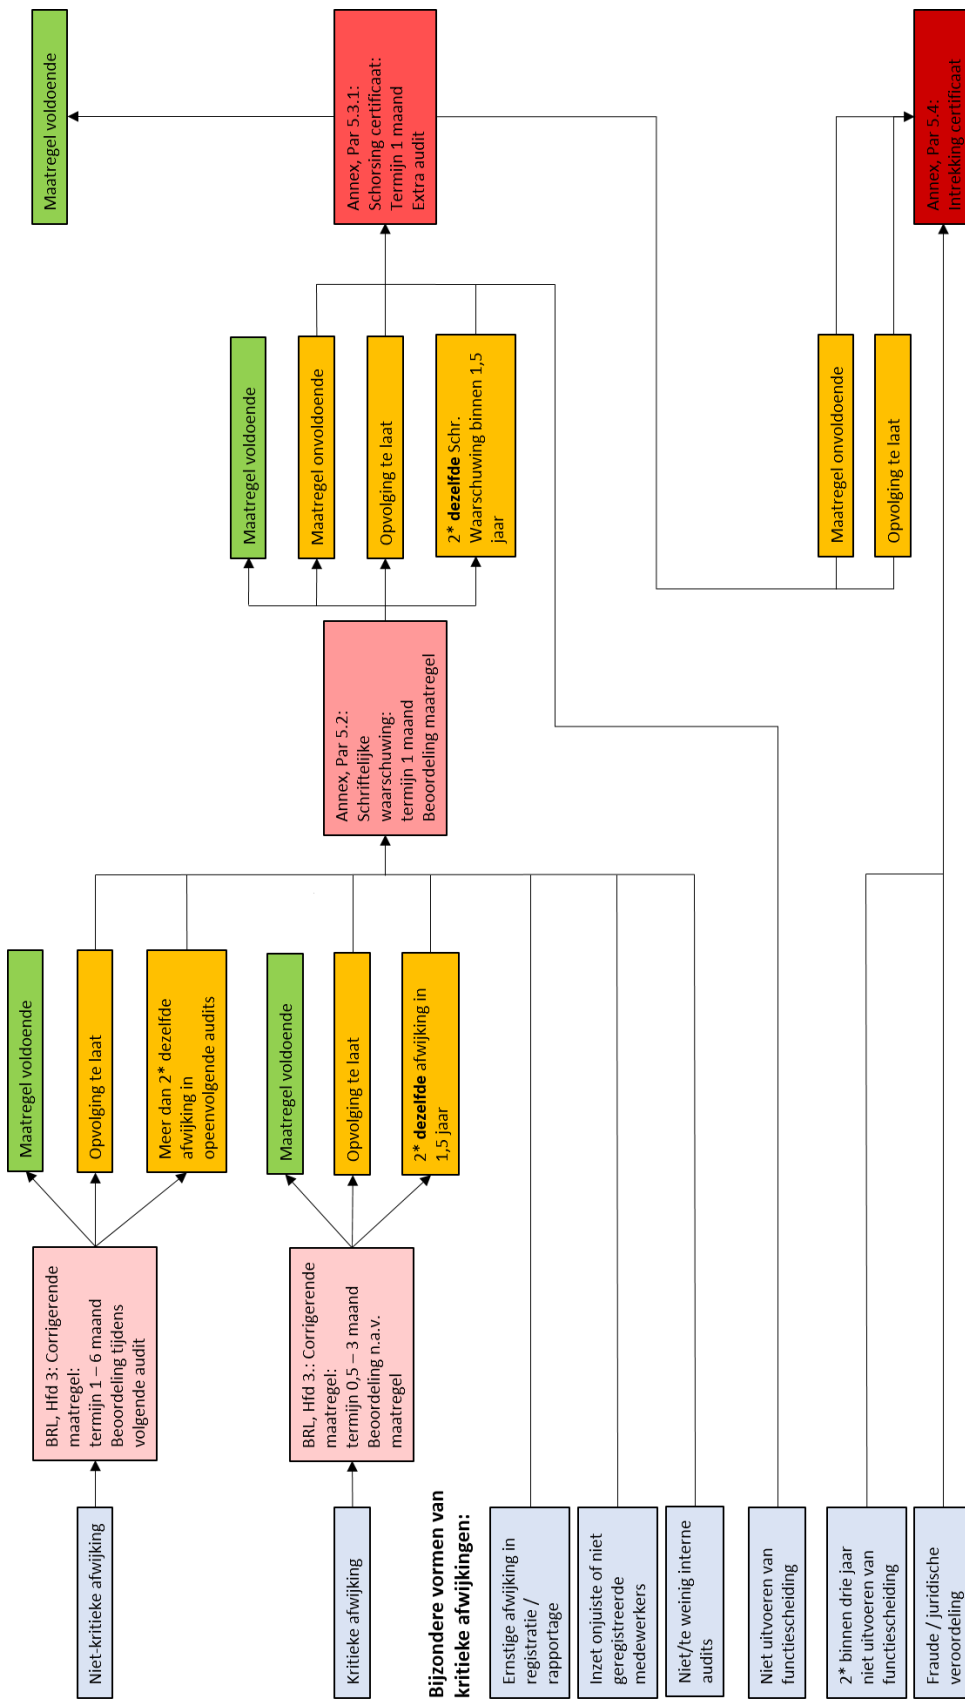 Niet-kritieke afwijking
BRL, Hfd 3: Corrigerende
maatregel:
termijn 1 – 6 maand
Beoordeling tijdens
volgende audit
Maatregel voldoende
Opvolging te laat
Meer dan 2* dezelfde
afwijking in
opeenvolgende audits
Kritieke afwijking
BRL, Hfd 3.: Corrigerende
maatregel:
termijn 0,5 – 3 maand
Beoordeling n.a.v.
maatregel
Maatregel voldoende
Opvolging te laat
2* dezelfde afwijking in
1,5 jaar
Bijzondere vormen van
kritieke afwijkingen:
Ernstige afwijking in
registratie /
rapportage
Inzet onjuiste of niet
geregistreerde
medewerkers
Niet/te weinig interne
audits
Niet uitvoeren van
functiescheiding
2* binnen drie jaar
niet uitvoeren van
functiescheiding
Fraude / juridische
veroordeling
Annex, Par 5.2:
Schriftelijke
waarschuwing:
termijn 1 maand
Beoordeling maatregel
Maatregel voldoende
Maatregel onvoldoende
Opvolging te laat
2* dezelfde Schr.
Waarschuwing binnen 1,5
jaar
Maatregel voldoende
Annex, Par 5.3.1:
Schorsing certificaat:
Termijn 1 maand
Extra audit
Maatregel onvoldoende
Opvolging te laat
Annex, Par 5.4:
Intrekking certificaat